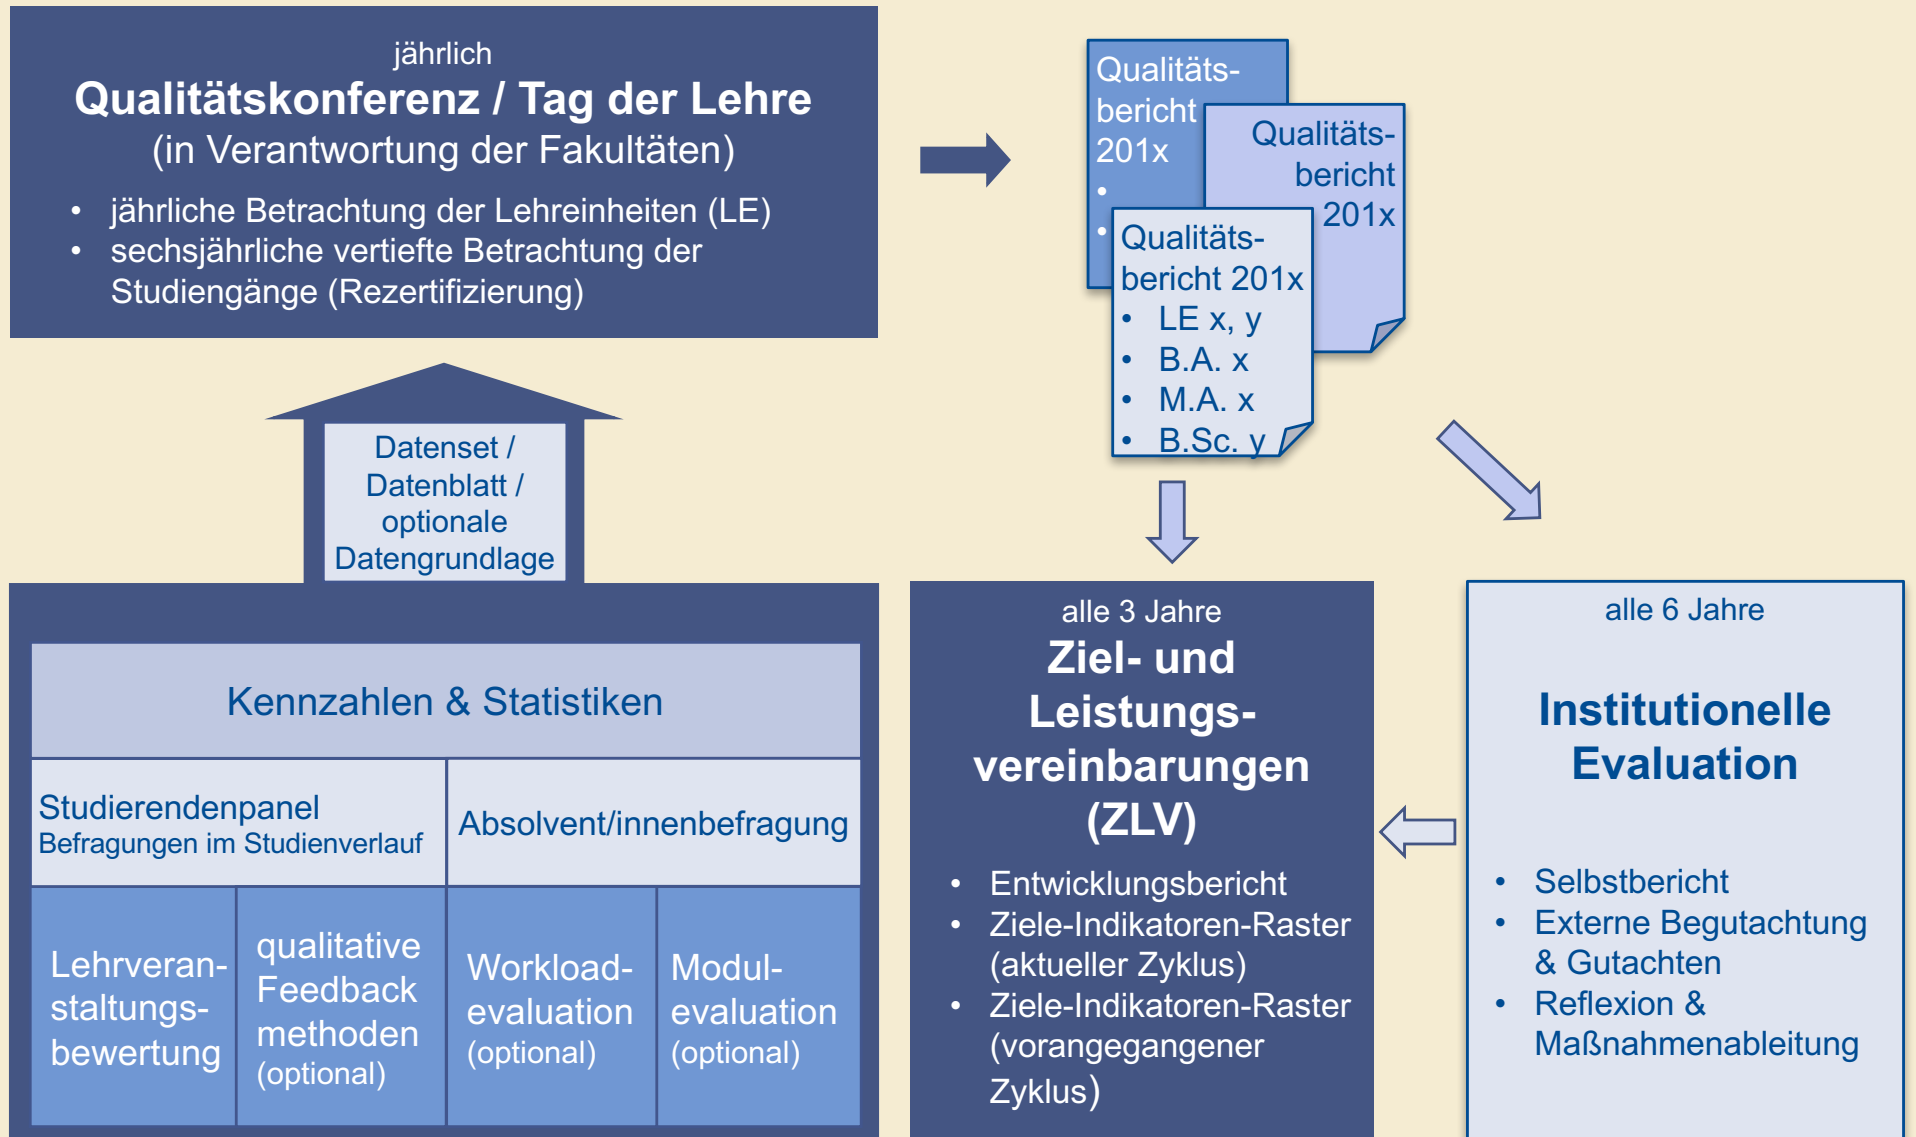 jährlich
Qualitätskonferenz / Tag der Lehre
(in Verantwortung der Fakultäten)
• jährliche Betrachtung der Lehreinheiten (LE)
• sechsjährliche vertiefte Betrachtung der
Studiengänge (Rezertifizierung)
Qualitäts-
bericht
201x
•
•
Qualitäts-
bericht
201x
Qualitäts-
bericht 201x
• LE x, y
• B.A. x
• M.A. x
• B.Sc. y
Datenset /
Datenblatt /
optionale
Datengrundlage
Kennzahlen & Statistiken
Studierendenpanel
Befragungen im Studienverlauf
Absolvent/innenbefragung
Lehrveran-
staltungs-
bewertung
qualitative
Feedback
methoden
(optional)
Workload-
evaluation
(optional)
Modul-
evaluation
(optional)
alle 3 Jahre
Ziel- und
Leistungs-
vereinbarungen
(ZLV)
• Entwicklungsbericht
• Ziele-Indikatoren-Raster
(aktueller Zyklus)
• Ziele-Indikatoren-Raster
(vorangegangener
Zyklus)
alle 6 Jahre
Institutionelle
Evaluation
• Selbstbericht
• Externe Begutachtung
& Gutachten
• Reflexion &
Maßnahmenableitung